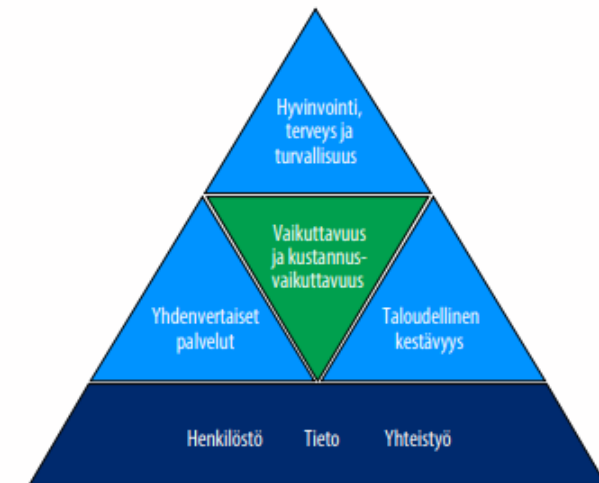 Hyvinvointi,
terveys ja
turvallisuus
Vaikuttavuus
ja kustannus-
vaikuttavuus
Yhdenvertaiset
palvelut
Taloudellinen
kestävyys
Henkilöstö Tieto Yhteistyö